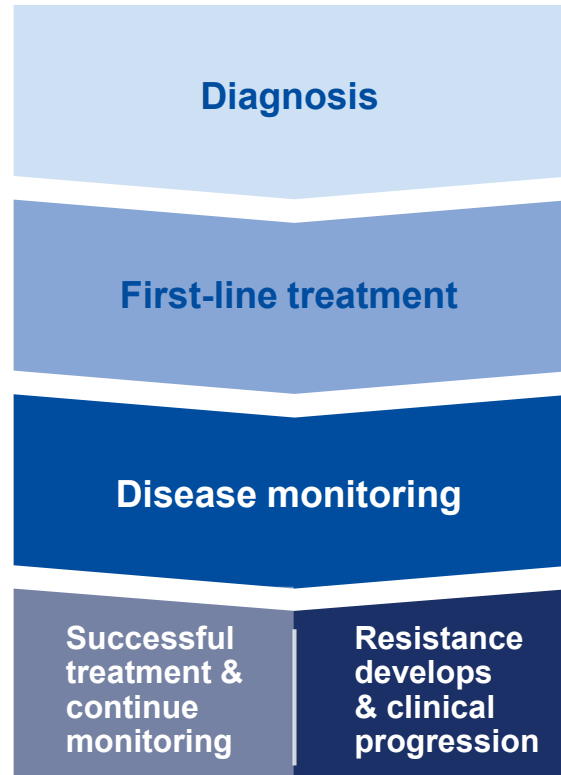 Diagnosis
First-line treatment
Disease monitoring
Successful
treatment &
continue
monitoring
Resistance
develops
& clinical
progression